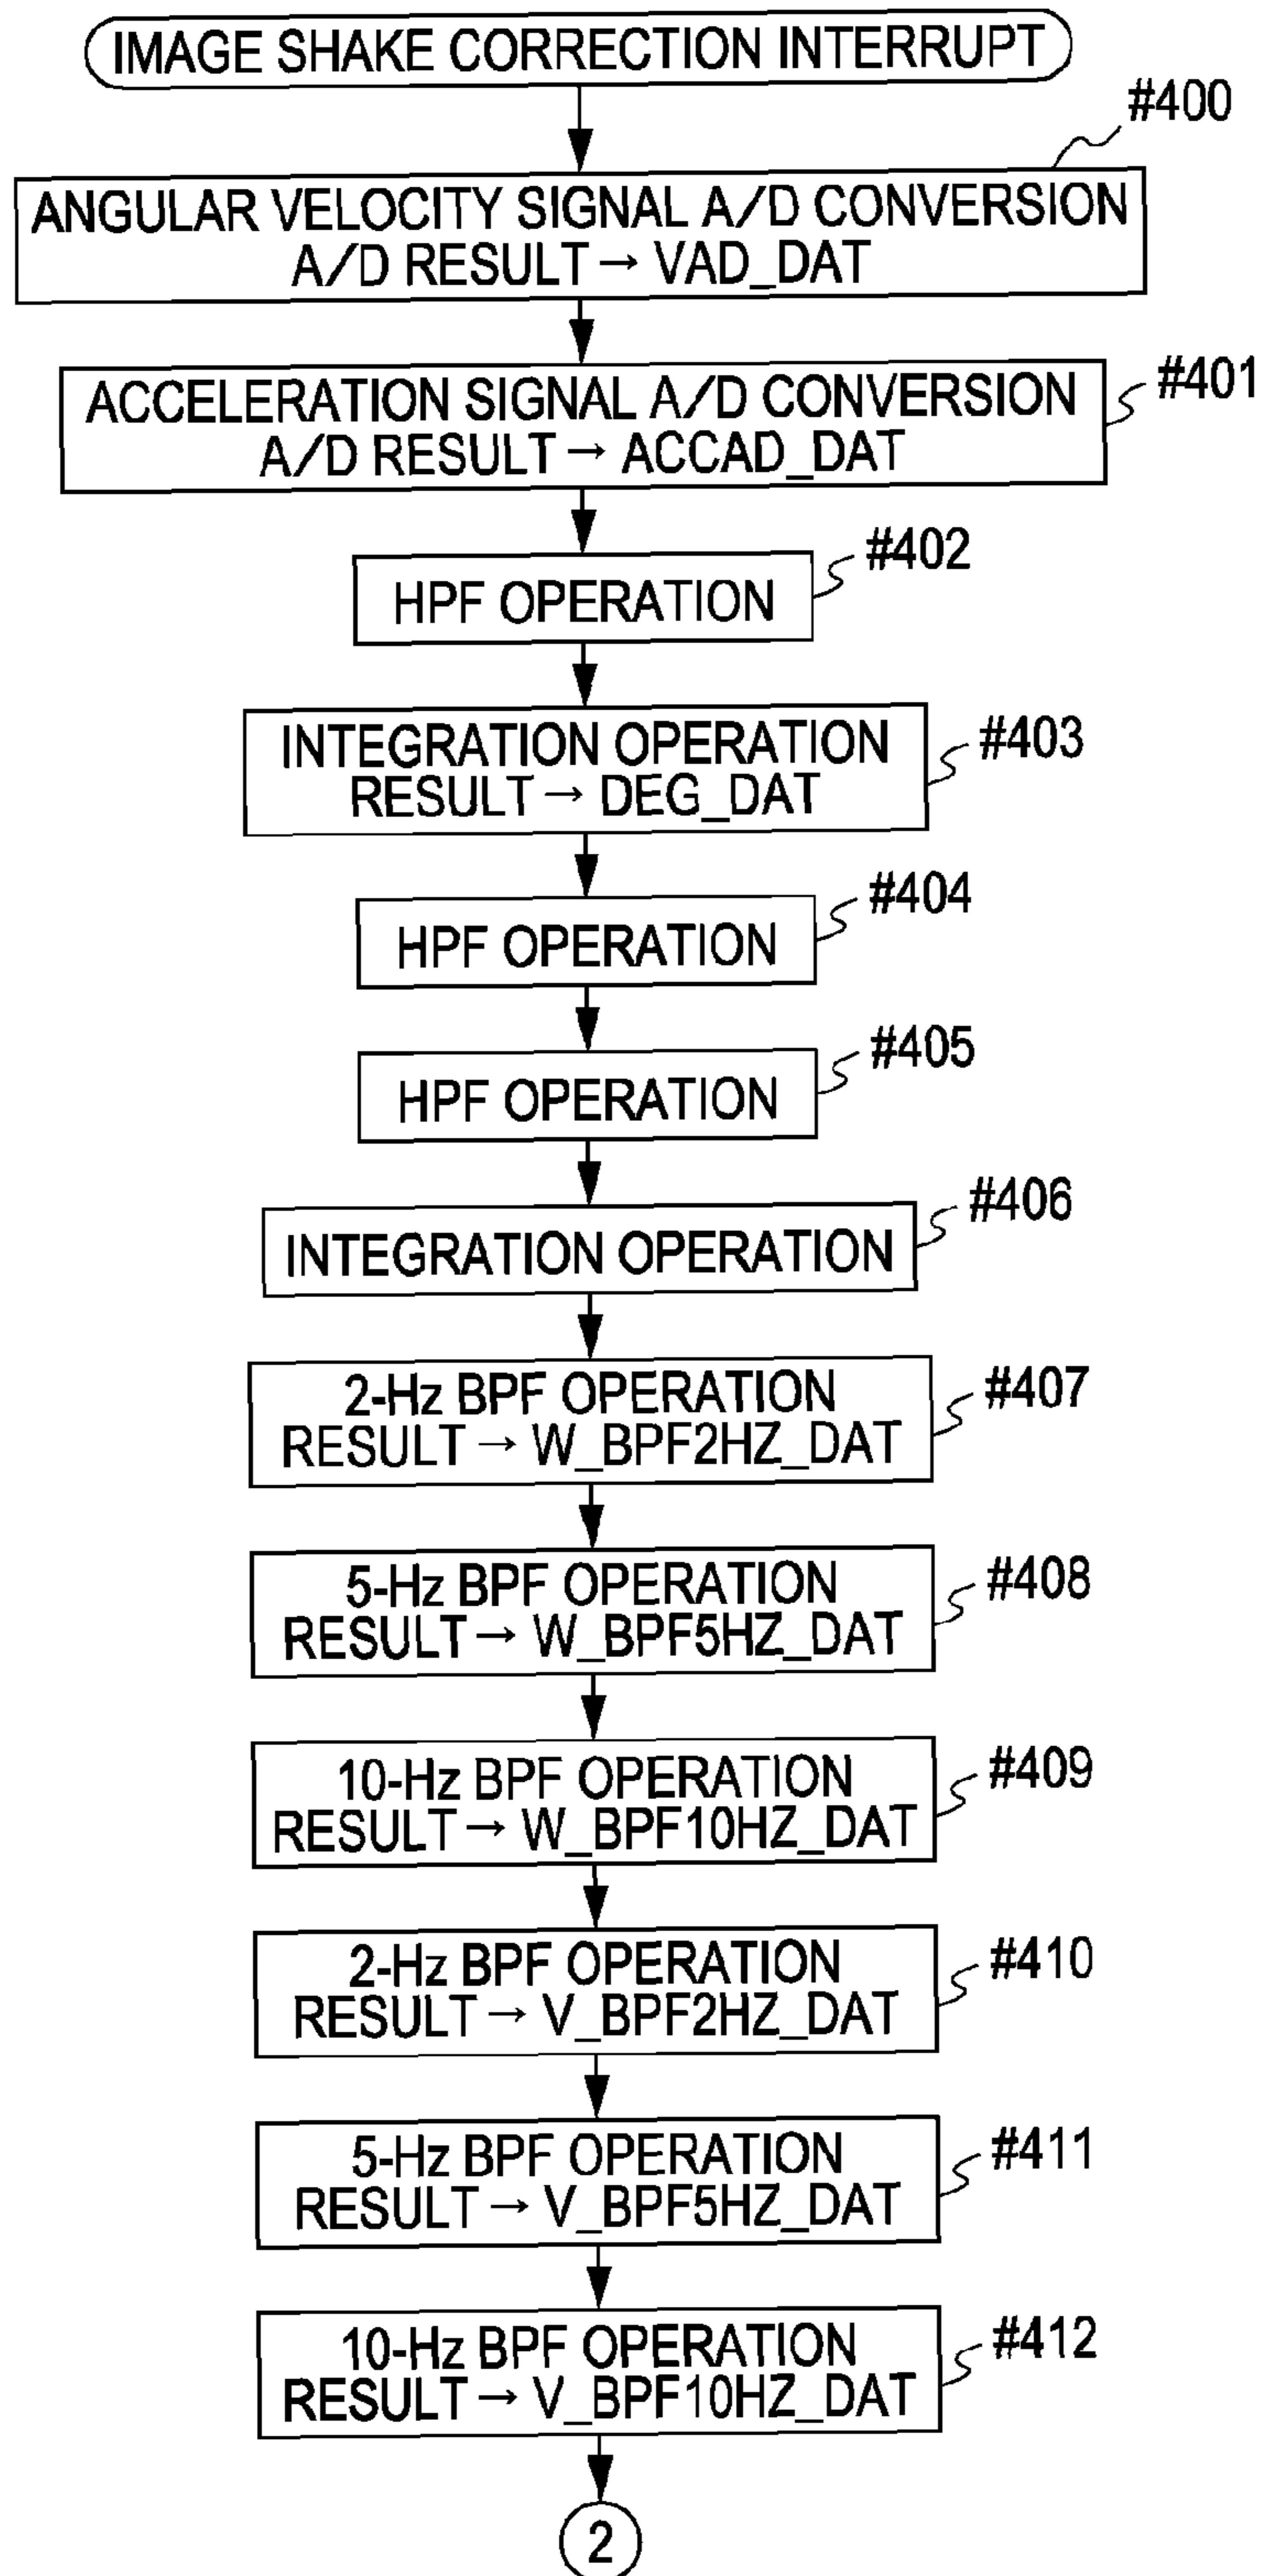 IMAGE SHAKE CORRECTION INTERRUPT
#400
ANGULAR VELOCITY SIGNAL A/D CONVERSION
A/D RESULT → VAD_DAT
#401
ACCELERATION SIGNAL A/D CONVERSION
A/D RESULT → ACCAD_DAT
#402
HPF OPERATION
#403
INTEGRATION OPERATION
RESULT → DEG_DAT
#404
HPF OPERATION
#405
HPF OPERATION
#406
INTEGRATION OPERATION
#407
2-Hz BPF OPERATION
RESULT → W_BPF2HZ_DAT
#408
5-Hz BPF OPERATION
RESULT → W_BPF5HZ_DAT
#409
10-Hz BPF OPERATION
RESULT → W_BPF10HZ_DAT
#410
2-Hz BPF OPERATION
RESULT → V_BPF2HZ_DAT
#411
5-Hz BPF OPERATION
RESULT → V_BPF5HZ_DAT
#412
10-Hz BPF OPERATION
RESULT → V_BPF10HZ_DAT
2